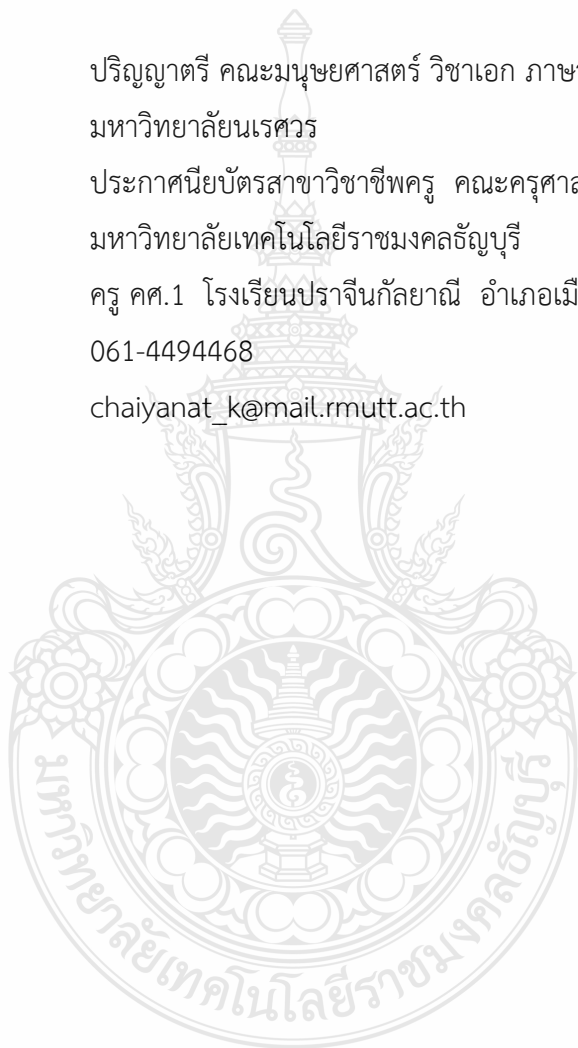 ปริญญาตรี คณะมนุษยศาสตร์ วิชาเอก
มหาวิทยาลัยนเรศวร
ประกาศนียบัตรสาขาวิชาชีพครู คณะครุศาส
มหาวิทยาลัยเทคโนโลยีราชมงคลธัญบุรี
ครู คศ.1 โรงเรียนปราจีนกัลยาณี อำเภอเมื
061-4494468
chaiyanat_k@mail.rmutt.ac.th
มหาวิทยาลัยเทคโนโลยีราชมงคลธัญบุรี